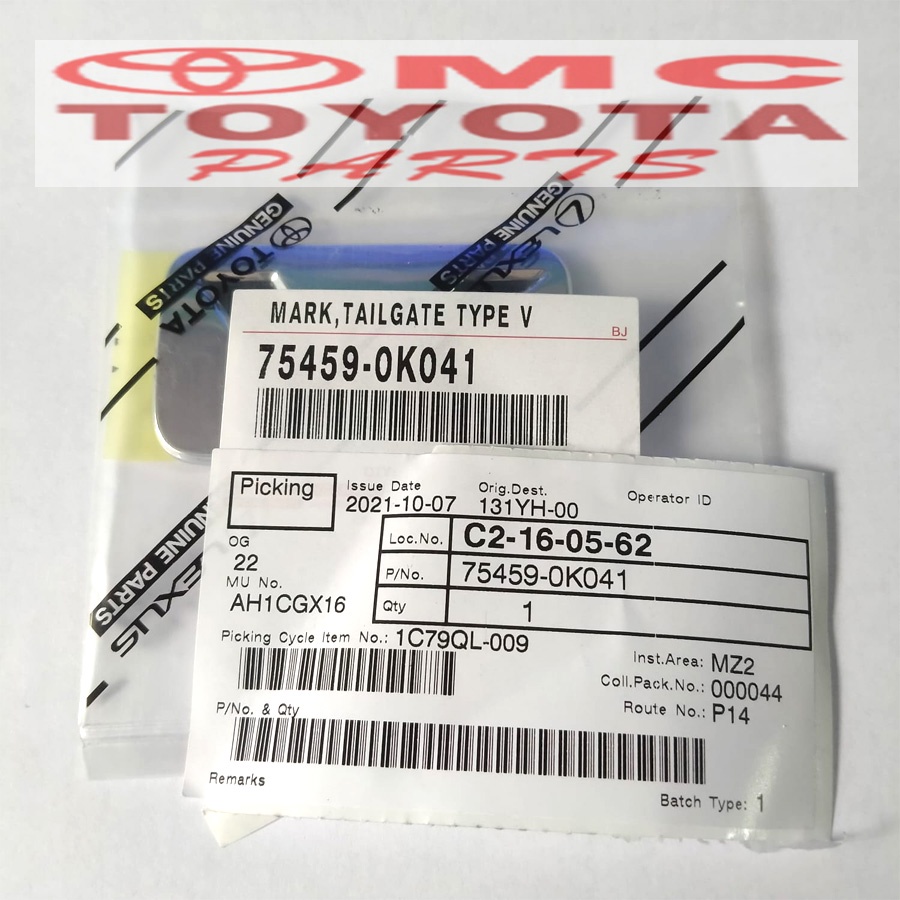 OMC
TOYOTA
PARTS
GENUINE PARTS
TOYOTA
GENUINE PARTS
LEXUS
MARK,TAILGATE TYPE V
BJ
75459-0K041
Picking
Issue Date
2021-10-07
Orig.Dest.
131YH-00
Operator ID
OG
22
Loc.No. C2-16-05-62
P/No. 75459-0K041
Qty 1
MU No.
AH1CGX16
Picking Cycle Item No.: 1C79QL-009
Inst.Area: MZ2
Coll.Pack.No.: 000044
Route No.: P14
P/No. & Qty
Remarks
Batch Type: 1
GENUINE PARTS
LEXUS